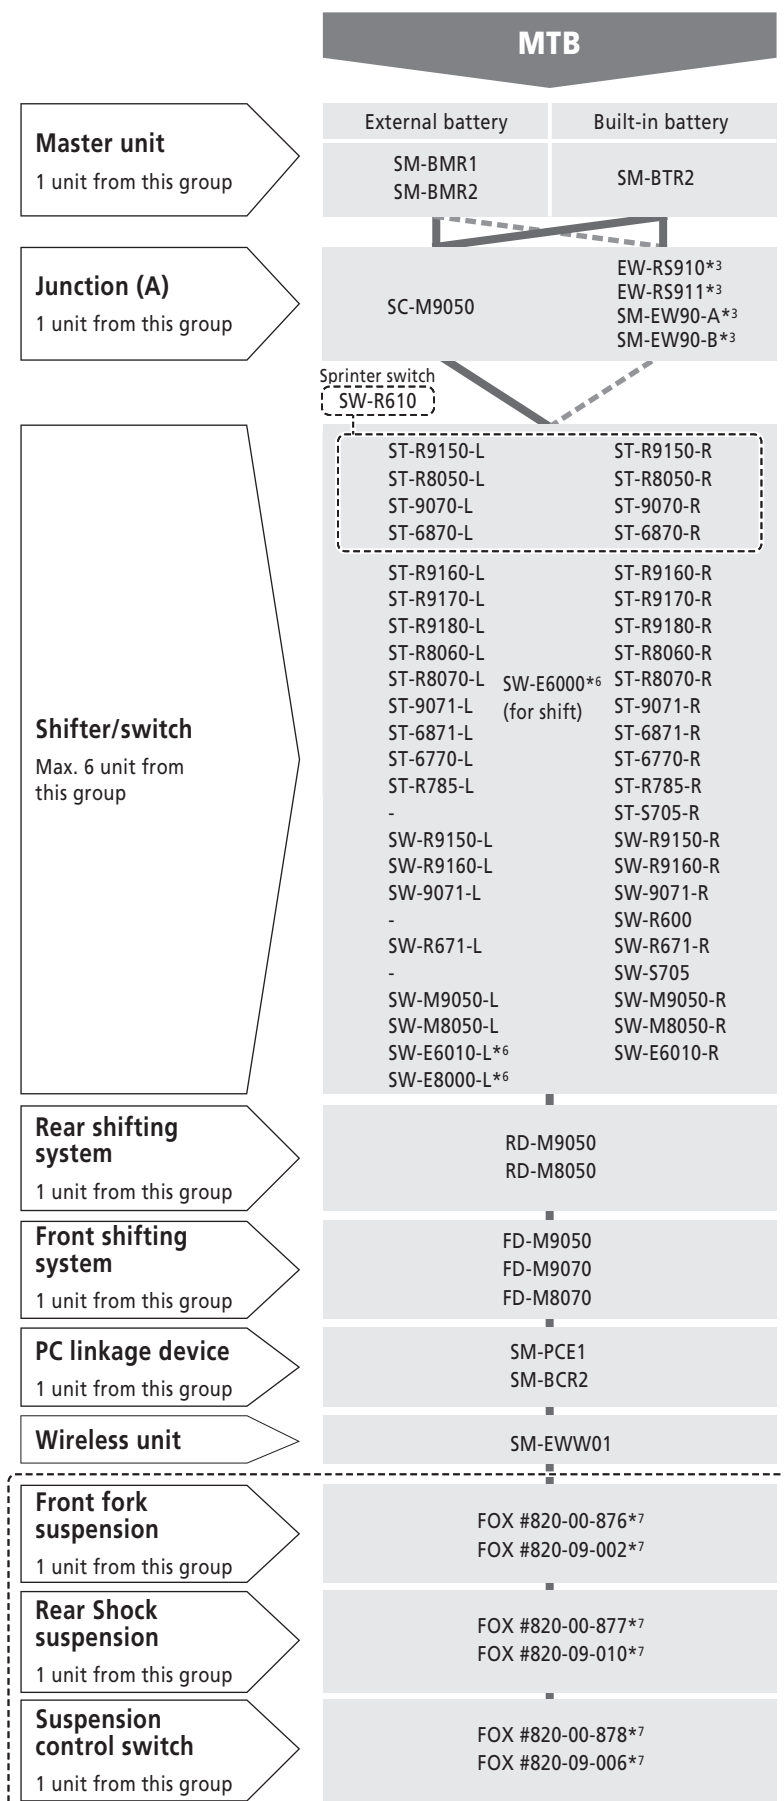 MTB
Master unit
1 unit from this group
External battery
Built-in battery
SM-BMR1
SM-BMR2
SM-BTR2
Junction (A)
1 unit from this group
SC-M9050
EW-RS910*3
EW-RS911*3
SM-EW90-A*3
SM-EW90-B*3
Sprinter switch
SW-R610
Shifter/switch
Max. 6 unit from
this group
ST-R9150-L ST-R9150-R
ST-R8050-L ST-R8050-R
ST-9070-L ST-9070-R
ST-6870-L ST-6870-R
ST-R9160-L ST-R9160-R
ST-R9170-L ST-R9170-R
ST-R9180-L ST-R9180-R
ST-R8060-L ST-R8060-R
ST-R8070-L SW-E6000*6 ST-R8070-R
ST-9071-L (for shift) ST-9071-R
ST-6871-L ST-6871-R
ST-6770-L ST-6770-R
ST-R785-L ST-R785-R
- ST-S705-R
SW-R9150-L SW-R9150-R
SW-R9160-L SW-R9160-R
SW-9071-L SW-9071-R
- SW-R600
SW-R671-L SW-R671-R
- SW-S705
SW-M9050-L SW-M9050-R
SW-M8050-L SW-M8050-R
SW-E6010-L*6 SW-E6010-R
SW-E8000-L*6
Rear shifting
system
1 unit from this group
RD-M9050
RD-M8050
Front shifting
system
1 unit from this group
FD-M9050
FD-M9070
FD-M8070
PC linkage device
1 unit from this group
SM-PCE1
SM-BCR2
Wireless unit
SM-EWW01
Front fork
suspension
1 unit from this group
FOX #820-00-876*7
FOX #820-09-002*7
Rear Shock
suspension
1 unit from this group
FOX #820-00-877*7
FOX #820-09-010*7
Suspension
control switch
1 unit from this group
FOX #820-00-878*7
FOX #820-09-006*7